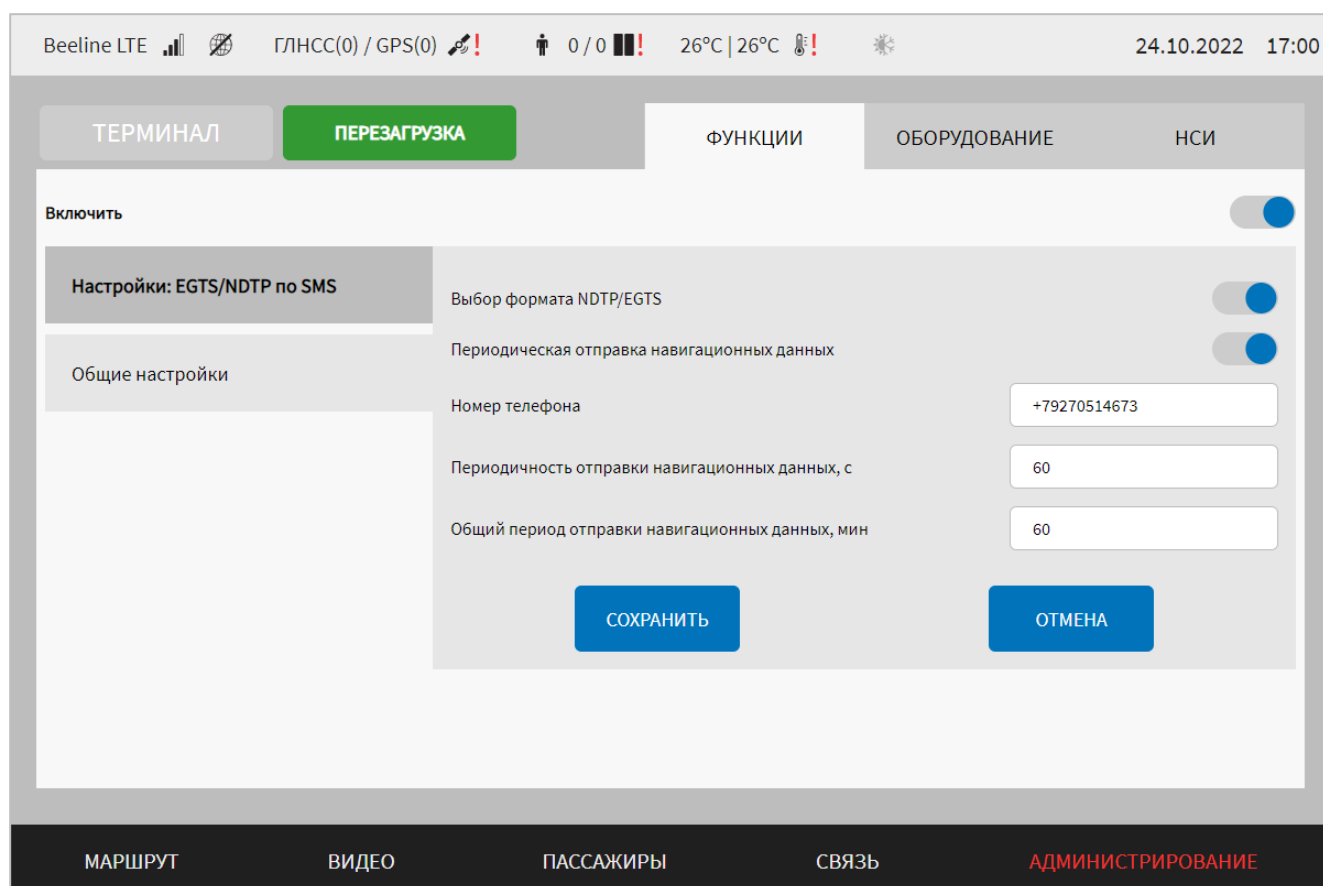 Beeline LTE ГЛНСС(0) / GPS(0) ! 0 / 0 ! 26°C | 26°C ! 24.10.2022 17:00
ТЕРМИНАЛ ПЕРЕЗАГРУЗКА ФУНКЦИИ ОБОРУДОВАНИЕ НСИ
Включить
Настройки: EGTS/NDTP по SMS
Общие настройки
Выбор формата NDTP/EGTS
Периодическая отправка навигационных данных
Номер телефона +79270514673
Периодичность отправки навигационных данных, с 60
Общий период отправки навигационных данных, мин 60
СОХРАНИТЬ ОТМЕНА
МАРШРУТ ВИДЕО ПАССАЖИРЫ СВЯЗЬ АДМИНИСТРИРОВАНИЕ